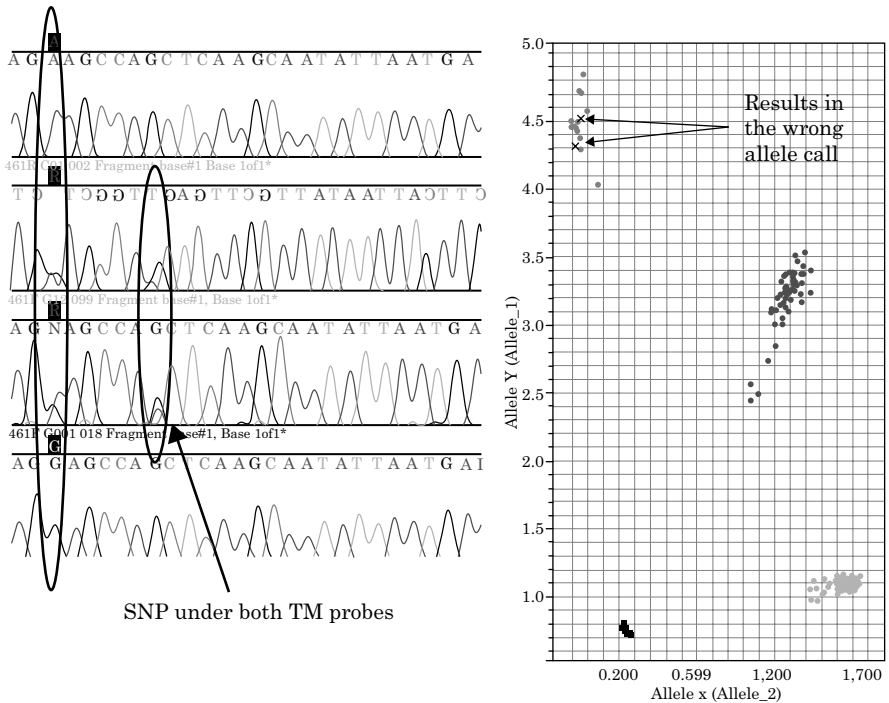 A
A G A A G C C A G C T C A A G C A A T A T T A A T G A
002 Fragment base#1 Base 1of1*
R
461F G12 099 Fragment base#1, Base 1of1*
R
A G N A G C C A G C T C A A G C A A T A T T A A T G A
461F G001 018 Fragment base#1, Base 1of1*
G
A G G A G C C A G C T C A A G C A A T A T T A A T G A
SNP under both TM probes
5.0
4.5
4.0
3.5
3.0
2.5
2.0
1.5
1.0
Allele Y (Allele_1)
Results in
the wrong
allele call
0.200 0.599 1,200 1,700
Allele x (Allele_2)